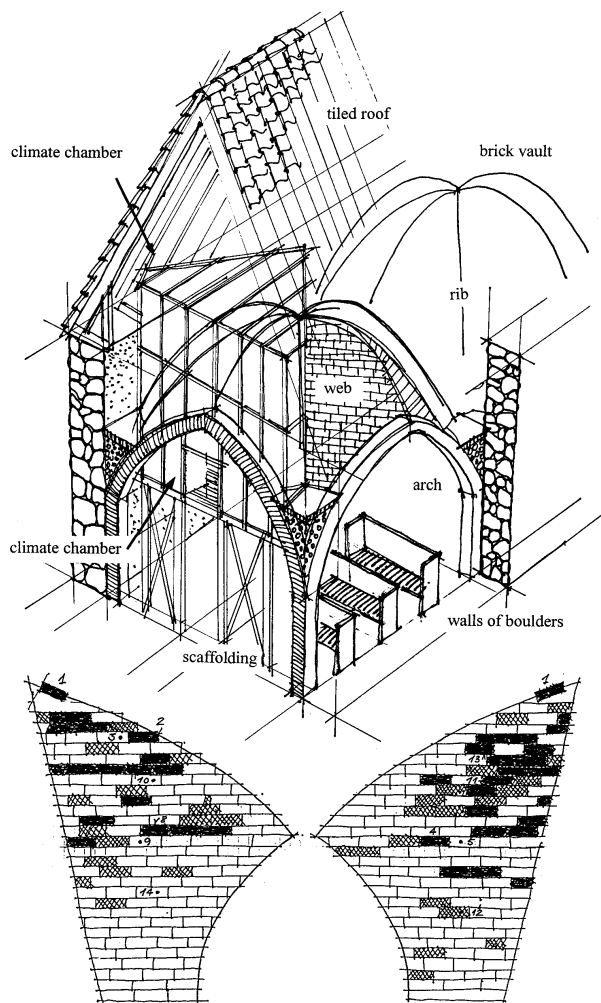 tiled roof
climate chamber
brick vault
rib
web
arch
climate chamber
walls of boulders
scaffolding
1
1
2
3
13
10
8
4
5
9
14
12